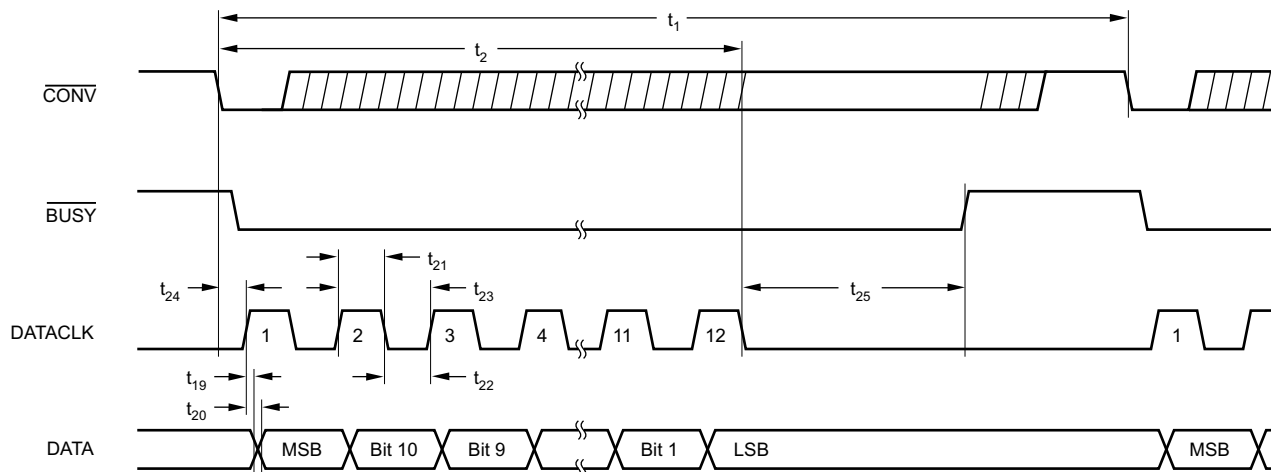 t1
t2
CONV
BUSY
t21
t24
t23
t25
DATACLK
1 2 3 4 11 12 1
t19
t22
t20
DATA
MSB Bit 10 Bit 9 Bit 1 LSB MSB